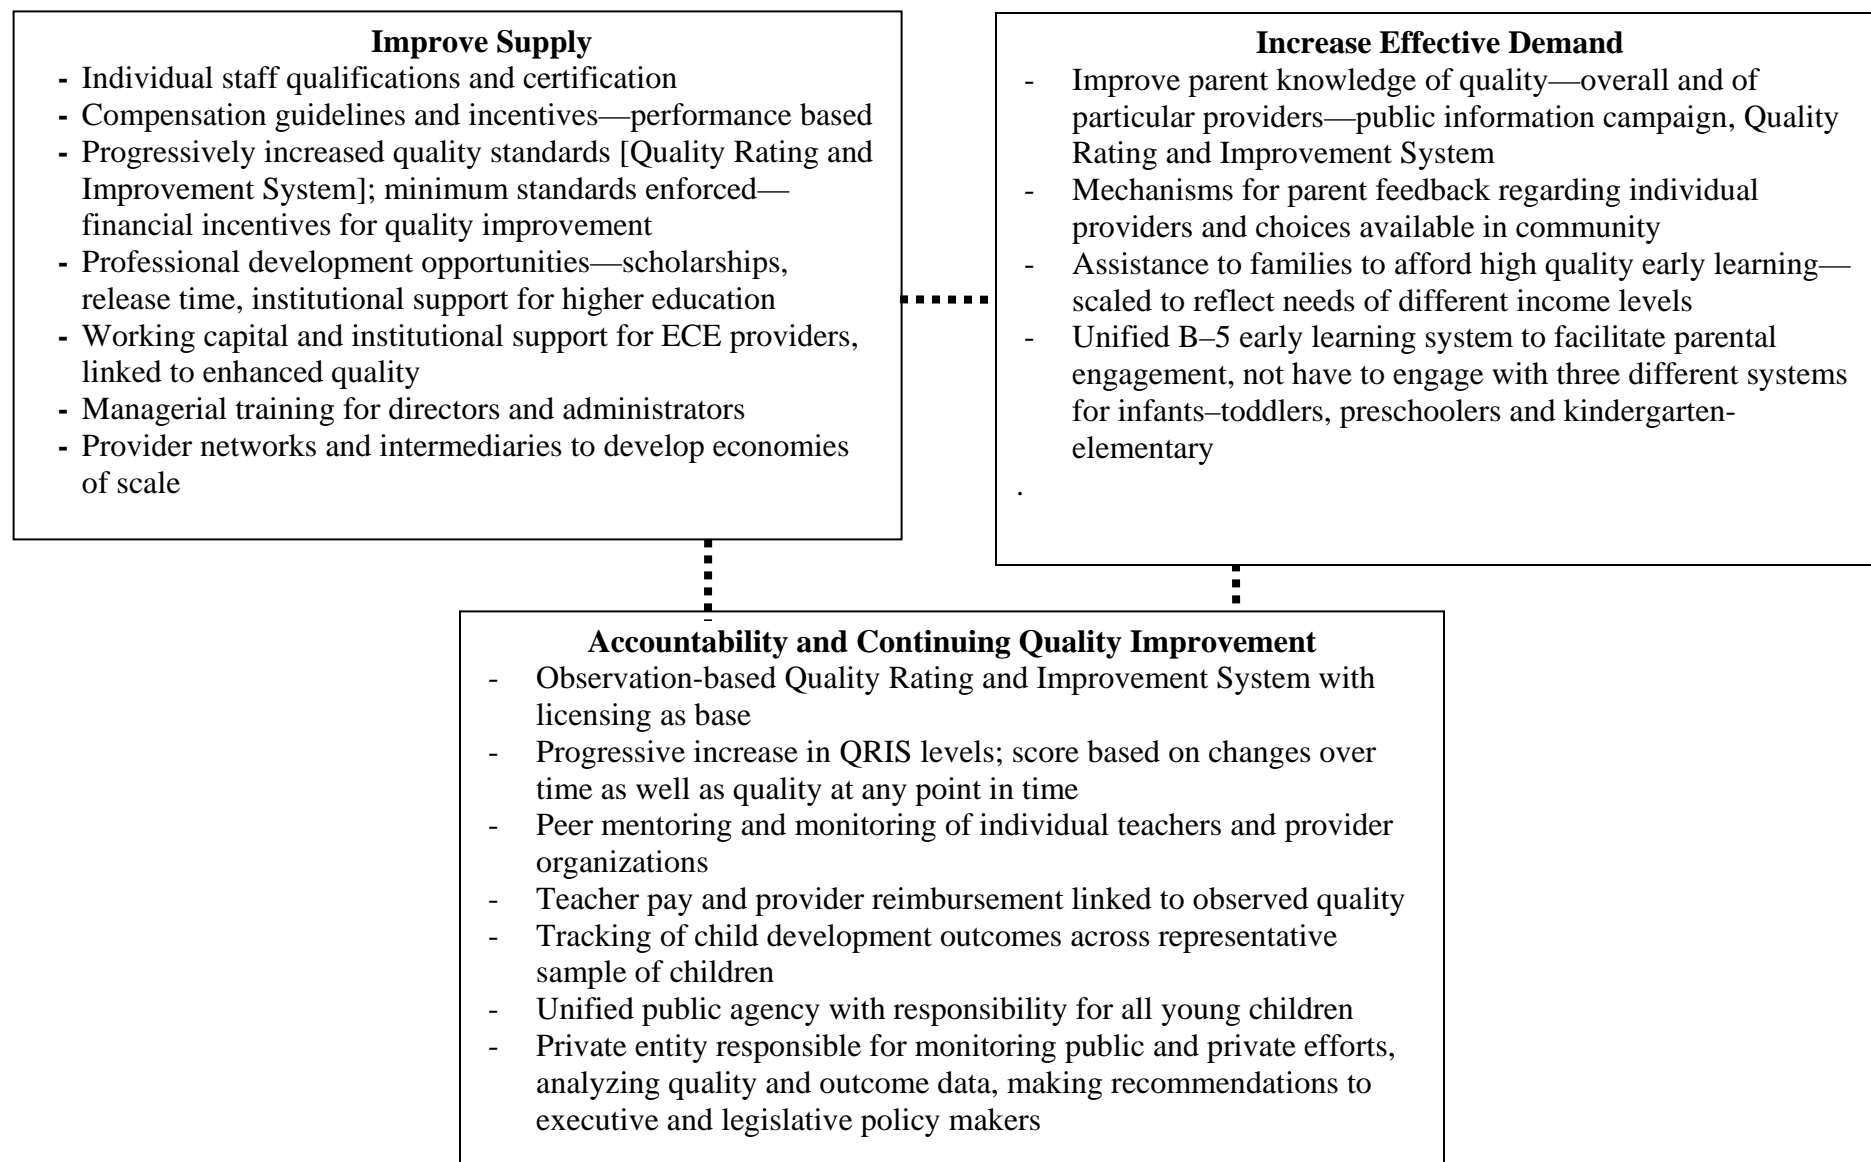 Improve Supply
- Individual staff qualifications and certification
- Compensation guidelines and incentives—performance based
- Progressively increased quality standards [Quality Rating and
Improvement System]; minimum standards enforced—
financial incentives for quality improvement
- Professional development opportunities—scholarships,
release time, institutional support for higher education
- Working capital and institutional support for ECE providers,
linked to enhanced quality
- Managerial training for directors and administrators
- Provider networks and intermediaries to develop economies
of scale
Increase Effective Demand
- Improve parent knowledge of quality—overall and of
particular providers—public information campaign, Quality
Rating and Improvement System
- Mechanisms for parent feedback regarding individual
providers and choices available in community
- Assistance to families to afford high quality early learning—
scaled to reflect needs of different income levels
- Unified B–5 early learning system to facilitate parental
engagement, not have to engage with three different systems
for infants–toddlers, preschoolers and kindergarten-
elementary
.
Accountability and Continuing Quality Improvement
- Observation-based Quality Rating and Improvement System with
licensing as base
- Progressive increase in QRIS levels; score based on changes over
time as well as quality at any point in time
- Peer mentoring and monitoring of individual teachers and provider
organizations
- Teacher pay and provider reimbursement linked to observed quality
- Tracking of child development outcomes across representative
sample of children
- Unified public agency with responsibility for all young children
- Private entity responsible for monitoring public and private efforts,
analyzing quality and outcome data, making recommendations to
executive and legislative policy makers